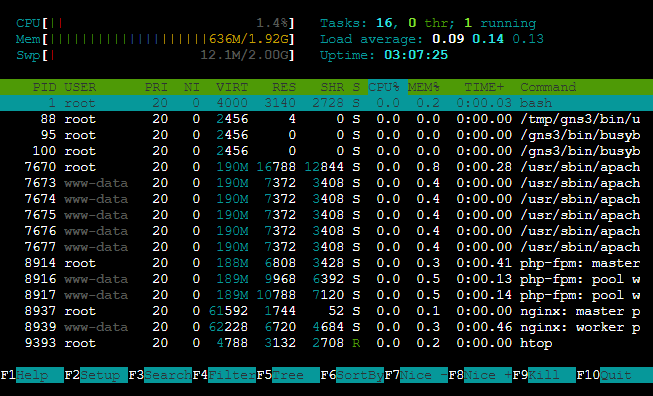 CPU[|| 1.4%] Tasks: 16, 0 thr; 1 running
Mem[|||||||||||||||||||636M/1.92G] Load average: 0.09 0.14 0.13
Swp[| 12.1M/2.00G] Uptime: 03:07:25
PID USER PRI NI VIRT RES SHR S CPU% MEM% TIME+ Command
1 root 20 0 4000 3140 2728 S 0.0 0.2 0:00.03 bash
88 root 20 0 2456 4 0 S 0.0 0.0 0:00.00 /tmp/gns3/bin/u
95 root 20 0 2456 0 0 S 0.0 0.0 0:00.00 /gns3/bin/busyb
100 root 20 0 2456 0 0 S 0.0 0.0 0:00.00 /gns3/bin/busyb
7670 root 20 0 190M 16788 12844 S 0.0 0.8 0:00.28 /usr/sbin/apach
7673 www-data 20 0 190M 7372 3408 S 0.0 0.4 0:00.00 /usr/sbin/apach
7674 www-data 20 0 190M 7372 3408 S 0.0 0.4 0:00.00 /usr/sbin/apach
7675 www-data 20 0 190M 7372 3408 S 0.0 0.4 0:00.00 /usr/sbin/apach
7676 www-data 20 0 190M 7372 3408 S 0.0 0.4 0:00.00 /usr/sbin/apach
7677 www-data 20 0 190M 7372 3408 S 0.0 0.4 0:00.00 /usr/sbin/apach
8914 root 20 0 188M 6808 3428 S 0.0 0.3 0:00.41 php-fpm: master
8916 www-data 20 0 189M 9968 6392 S 0.0 0.5 0:00.13 php-fpm: pool w
8917 www-data 20 0 189M 10788 7120 S 0.0 0.5 0:00.14 php-fpm: pool w
8937 root 20 0 61592 1744 52 S 0.0 0.1 0:00.00 nginx: master p
8939 www-data 20 0 62228 6720 4684 S 0.0 0.3 0:00.46 nginx: worker p
9393 root 20 0 4788 3132 2708 R 0.0 0.2 0:00.02 htop
F1Help F2Setup F3SearchF4FilterF5Tree F6SortByF7Nice -F8Nice +F9Kill F10Quit